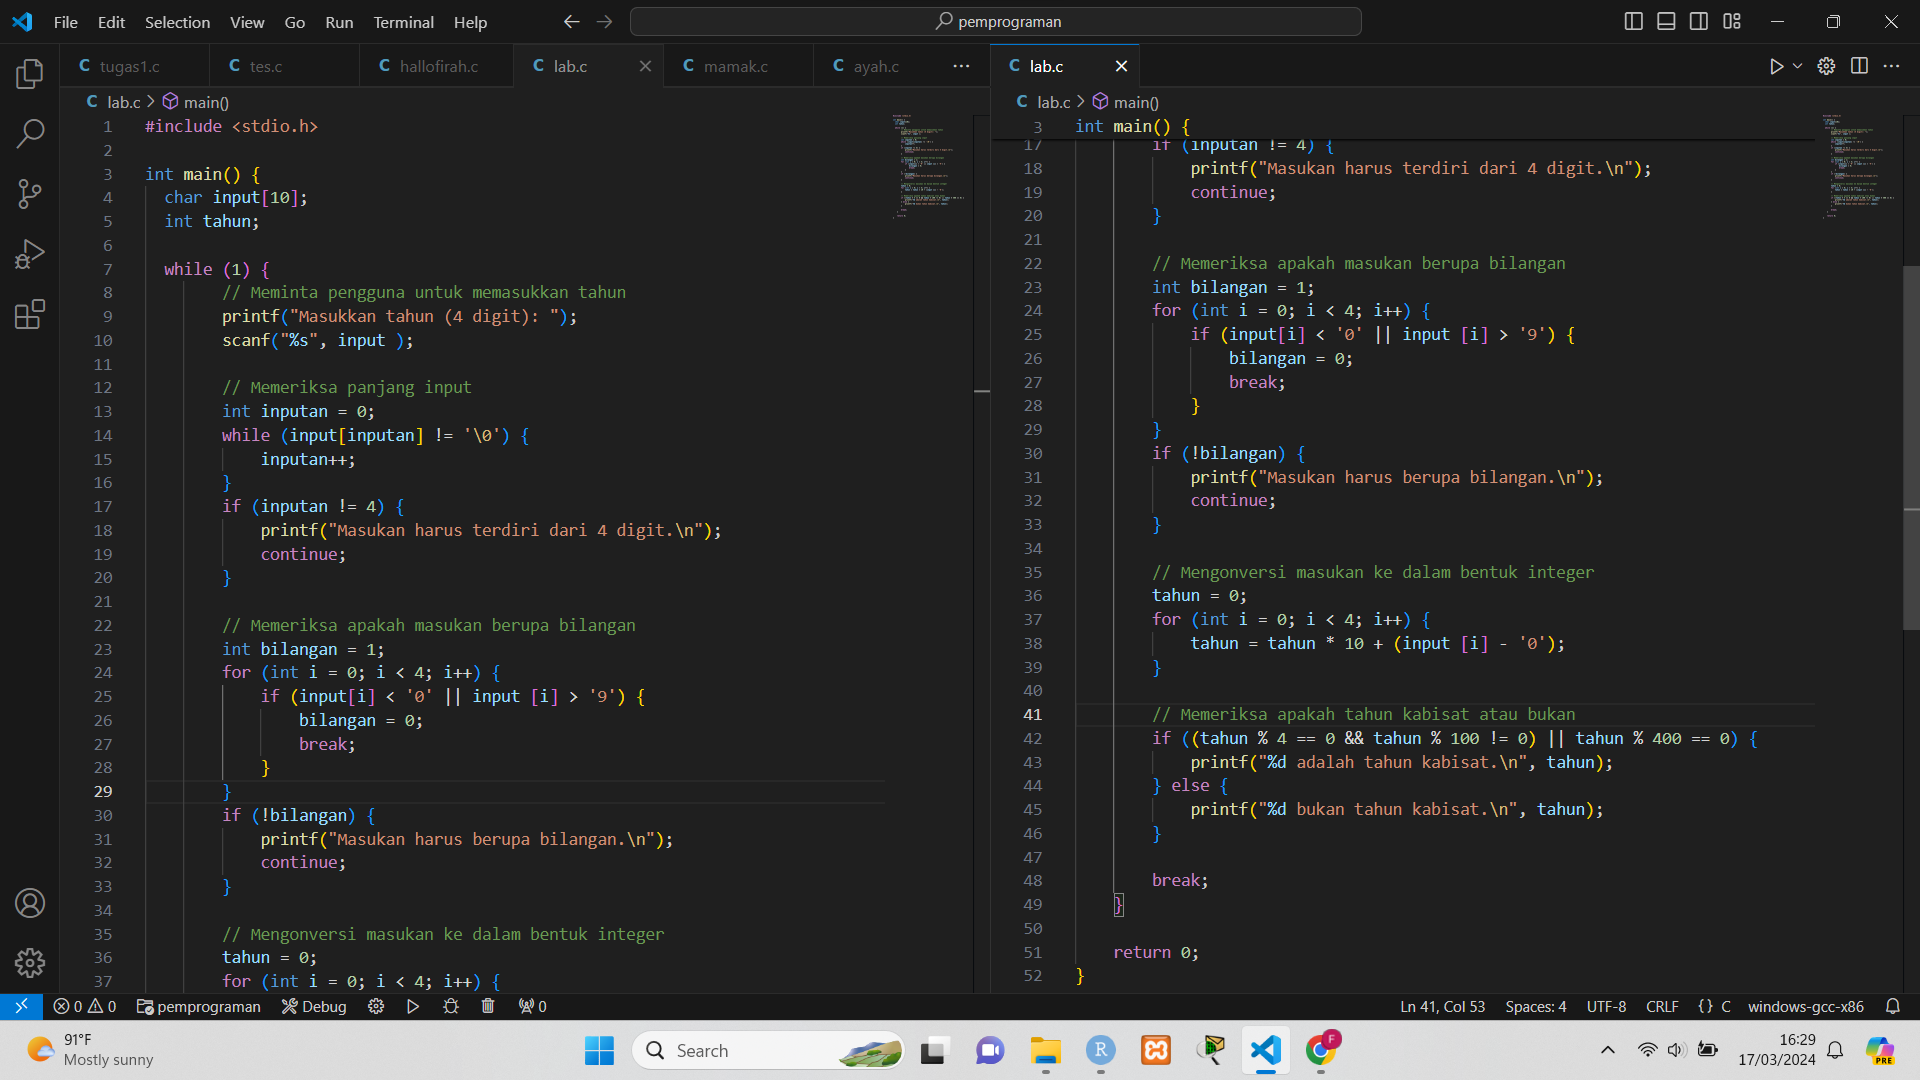 File Edit Selection View Go Run Terminal Help
pemprograman
C tugas1.c C tes.c C hallofirah.c C lab.c C mamak.c C ayah.c ...
C lab.c > main()
1 #include <stdio.h>
2
3 int main() {
4 char input[10];
5 int tahun;
6
7 while (1) {
8 // Meminta pengguna untuk memasukkan tahun
9 printf("Masukkan tahun (4 digit): ");
10 scanf("%s", input );
11
12 // Memeriksa panjang input
13 int inputan = 0;
14 while (input[inputan] != '\0') {
15 inputan++;
16 }
17 if (inputan != 4) {
18 printf("Masukan harus terdiri dari 4 digit.\n");
19 continue;
20 }
21
22 // Memeriksa apakah masukan berupa bilangan
23 int bilangan = 1;
24 for (int i = 0; i < 4; i++) {
25 if (input[i] < '0' || input [i] > '9') {
26 bilangan = 0;
27 break;
28 }
29 }
30 if (!bilangan) {
31 printf("Masukan harus berupa bilangan.\n");
32 continue;
33 }
34
35 // Mengonversi masukan ke dalam bentuk integer
36 tahun = 0;
37 for (int i = 0; i < 4; i++) {
C lab.c
C lab.c > main()
3 int main() {
17 if (inputan != 4) {
18 printf("Masukan harus terdiri dari 4 digit.\n");
19 continue;
20 }
21
22 // Memeriksa apakah masukan berupa bilangan
23 int bilangan = 1;
24 for (int i = 0; i < 4; i++) {
25 if (input[i] < '0' || input [i] > '9') {
26 bilangan = 0;
27 break;
28 }
29 }
30 if (!bilangan) {
31 printf("Masukan harus berupa bilangan.\n");
32 continue;
33 }
34
35 // Mengonversi masukan ke dalam bentuk integer
36 tahun = 0;
37 for (int i = 0; i < 4; i++) {
38 tahun = tahun * 10 + (input [i] - '0');
39 }
40
41 // Memeriksa apakah tahun kabisat atau bukan
42 if ((tahun % 4 == 0 && tahun % 100 != 0) || tahun % 400 == 0) {
43 printf("%d adalah tahun kabisat.\n", tahun);
44 } else {
45 printf("%d bukan tahun kabisat.\n", tahun);
46 }
47
48 break;
49 }
50
51 return 0;
52 }
0 0 pemprograman Debug 0 Ln 41, Col 53 Spaces: 4 UTF-8 CRLF {} C windows-gcc-x86
91°F
Mostly sunny
Search
R
F
16:29
17/03/2024
PRE